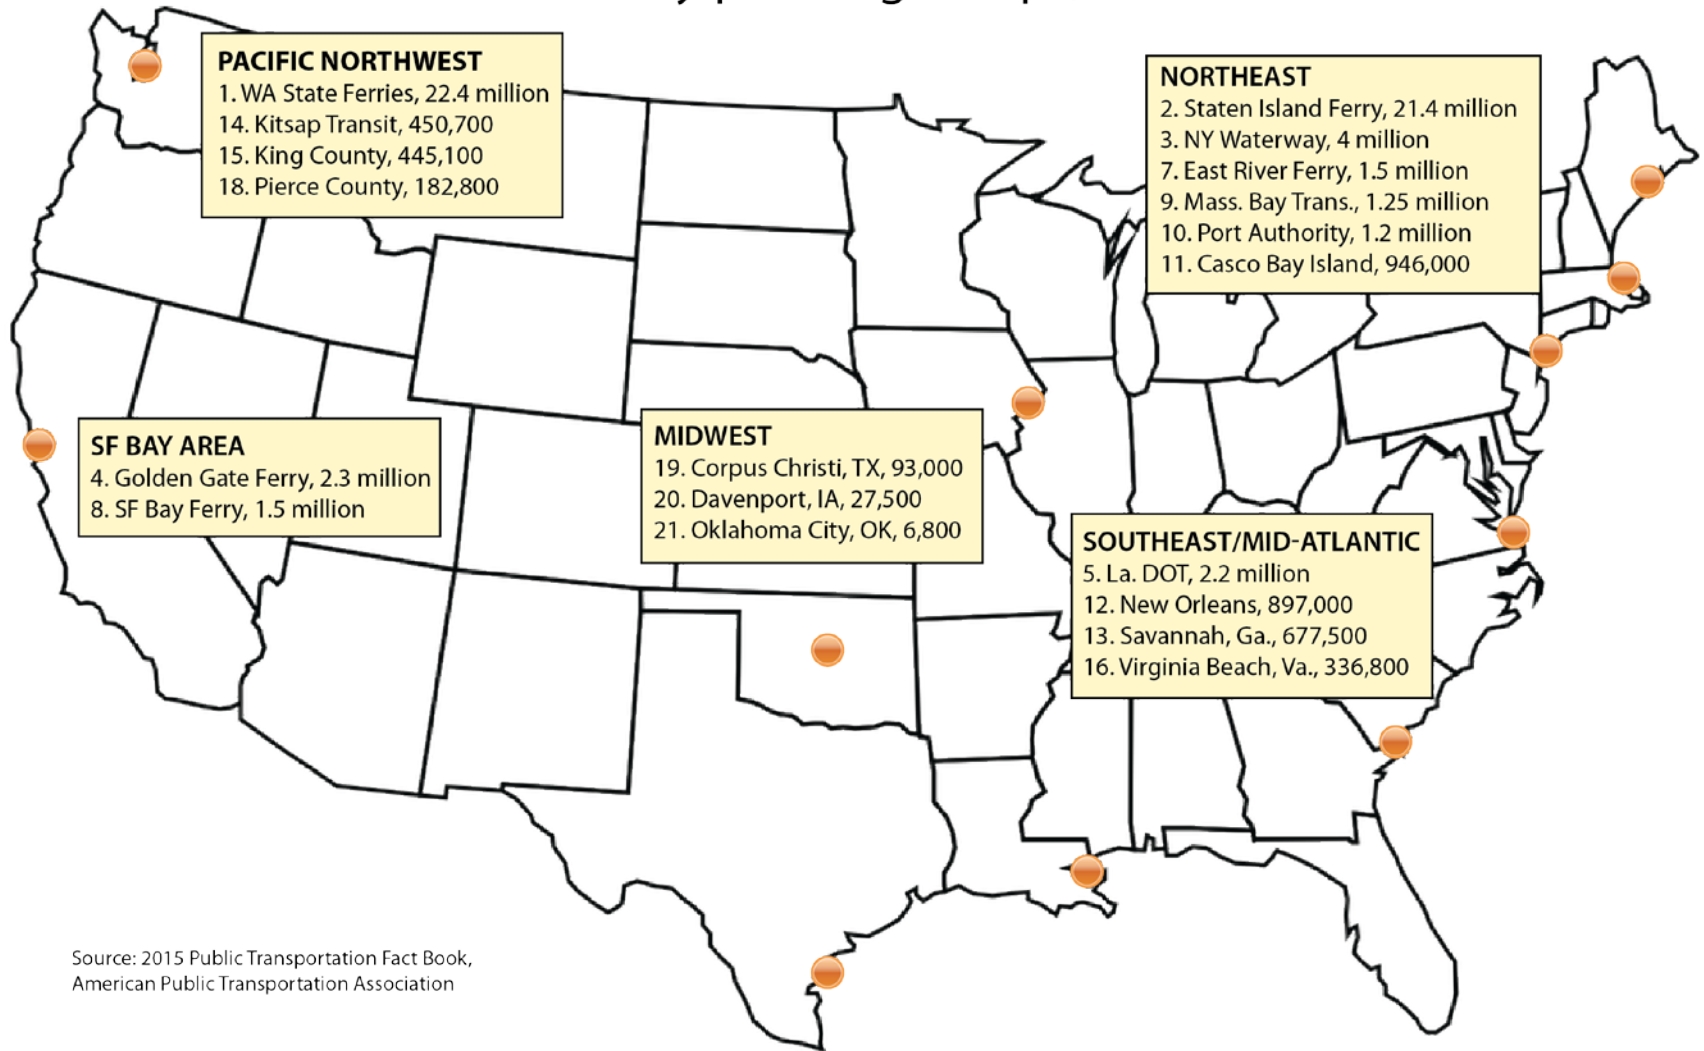 PACIFIC NORTHWEST
1. WA State Ferries, 22.4 million
14. Kitsap Transit, 450,700
15. King County, 445,100
18. Pierce County, 182,800
NORTHEAST
2. Staten Island Ferry, 21.4 million
3. NY Waterway, 4 million
7. East River Ferry, 1.5 million
9. Mass. Bay Trans., 1.25 million
10. Port Authority, 1.2 million
11. Casco Bay Island, 946,000
SF BAY AREA
4. Golden Gate Ferry, 2.3 million
8. SF Bay Ferry, 1.5 million
MIDWEST
19. Corpus Christi, TX, 93,000
20. Davenport, IA, 27,500
21. Oklahoma City, OK, 6,800
SOUTHEAST/MID-ATLANTIC
5. La. DOT, 2.2 million
12. New Orleans, 897,000
13. Savannah, Ga., 677,500
16. Virginia Beach, Va., 336,800
Source: 2015 Public Transportation Fact Book,
American Public Transportation Association